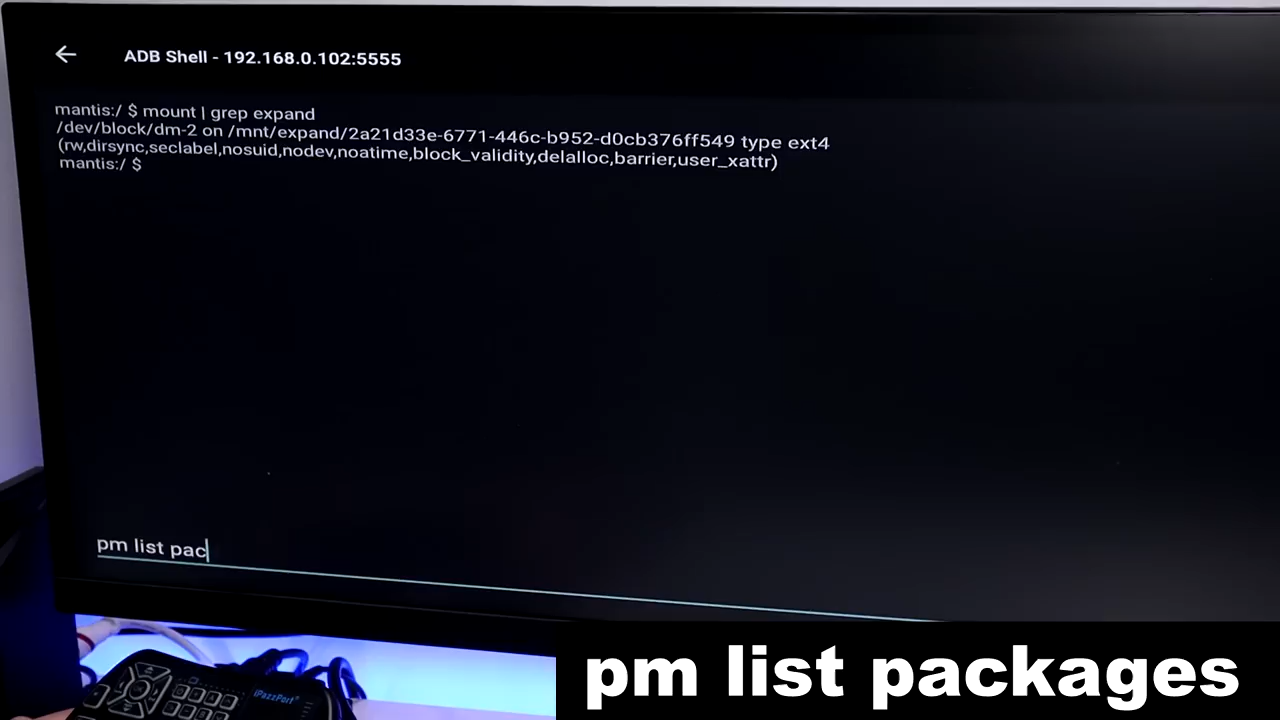 ADB Shell - 192.168.0.102:5555
mantis:/ $ mount | grep expand
/dev/block/dm-2 on /mnt/expand/2a21d33e-6771-446c-b952-d0cb376ff549 type ext4
(rw,dirsync,seclabel,nosuid,nodev,noatime,block_validity,delalloc,barrier,user_xattr)
mantis:/ $
pm list pac
iPazzPort
pm list packages